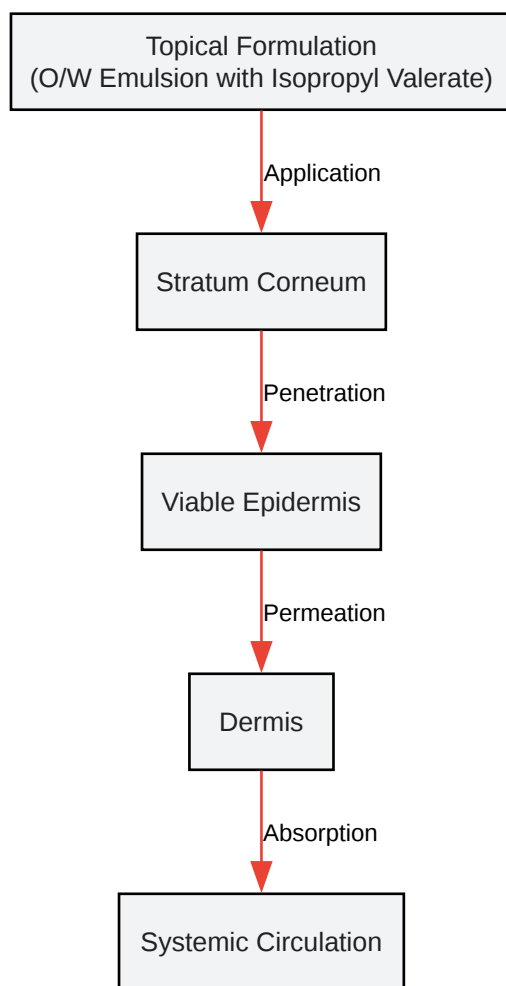 Topical Formulation
(O/W Emulsion with Isopropyl Valerate)
Application
Stratum Corneum
Penetration
Viable Epidermis
Permeation
Dermis
Absorption
Systemic Circulation